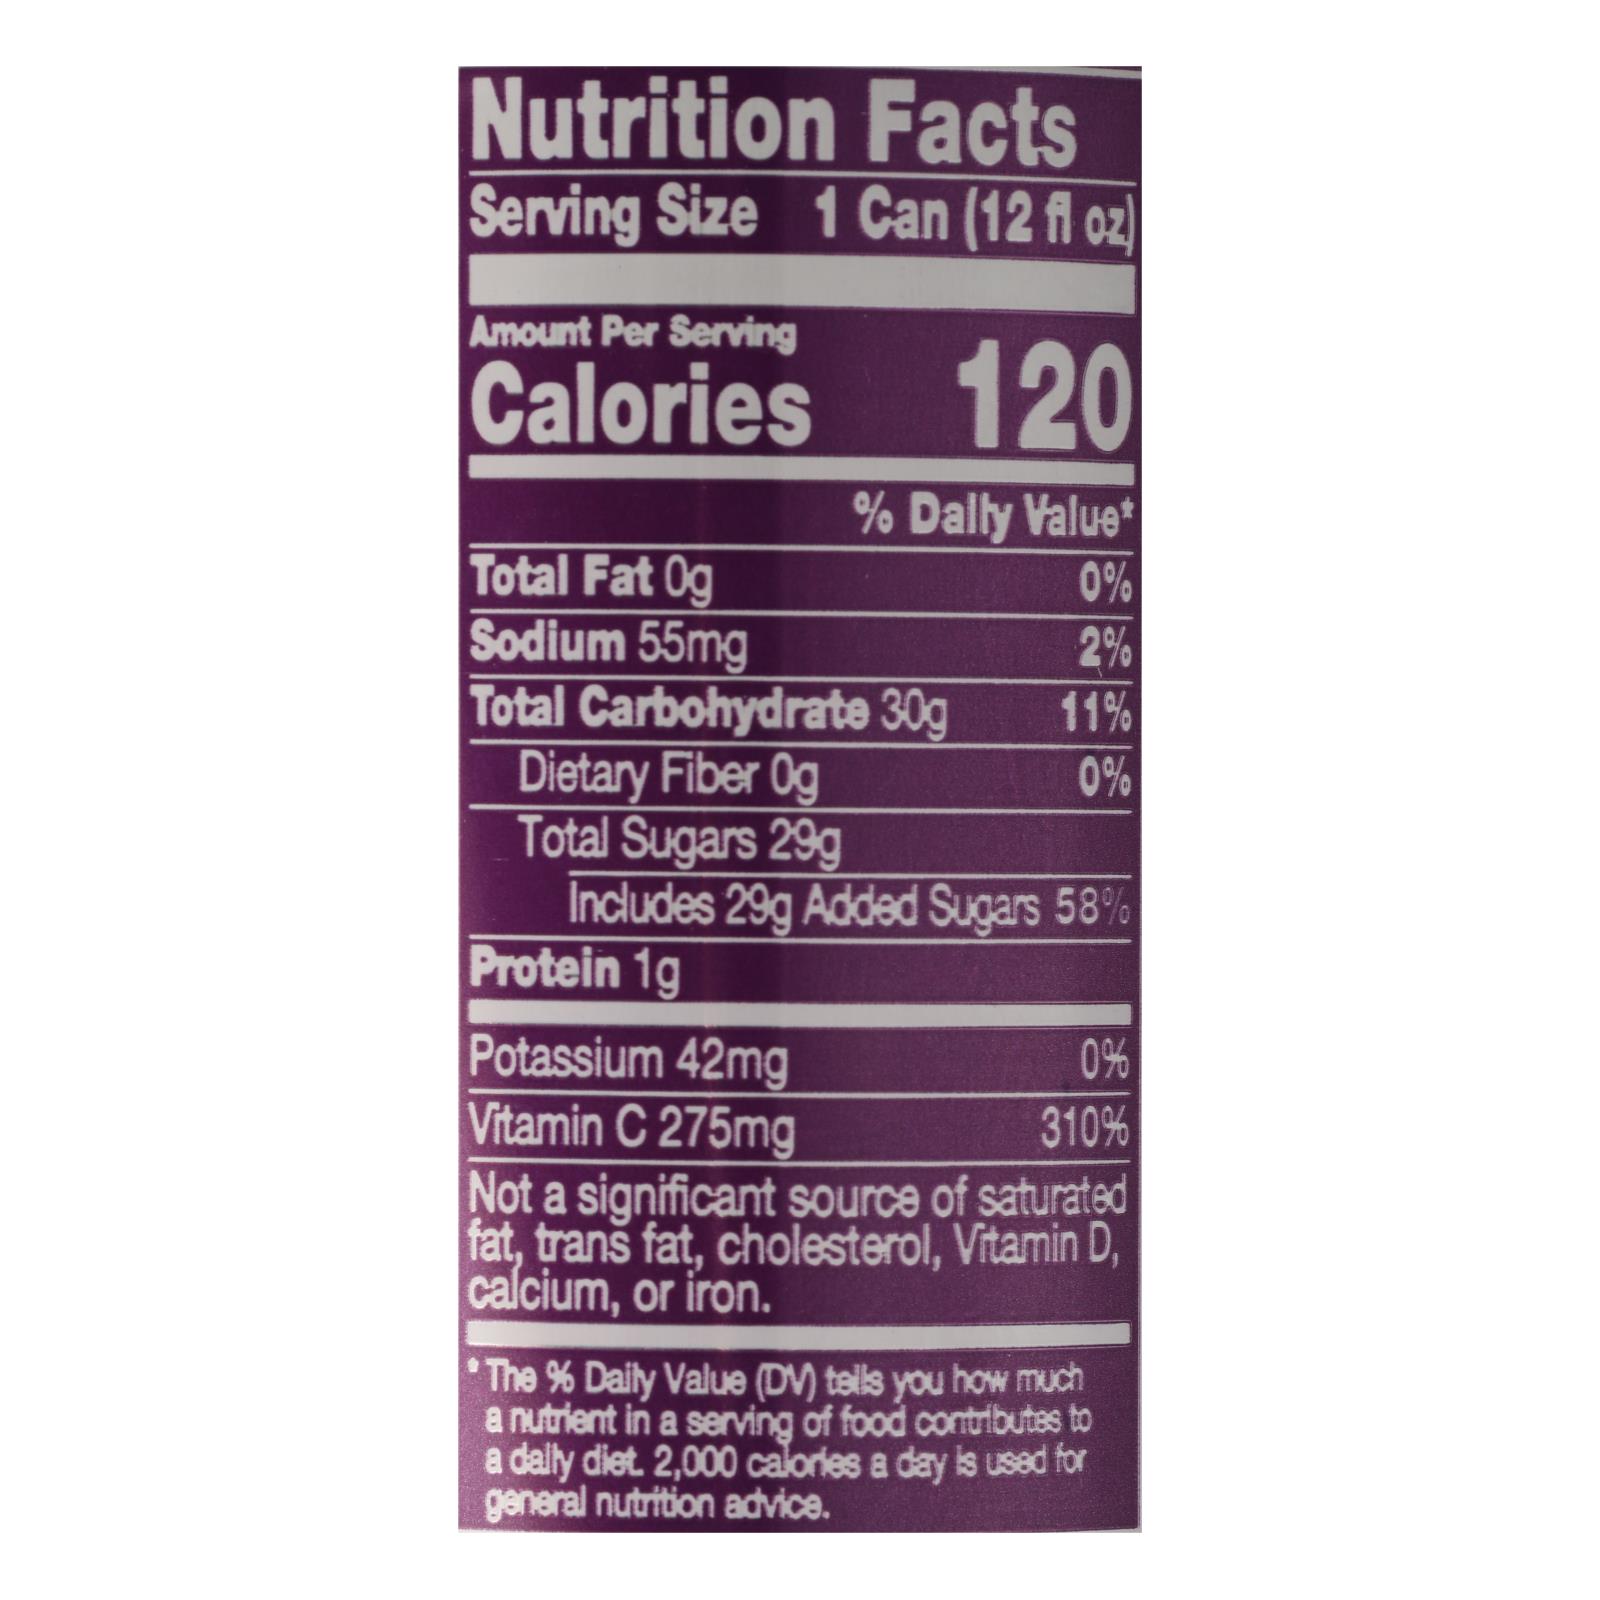 Nutrition Facts
Serving Size 1 Can (12 fl oz)
Amount Per Serving
Calories 120
% Daily Value*
Total Fat 0g 0%
Sodium 55mg 2%
Total Carbohydrate 30g 11%
Dietary Fiber 0g 0%
Total Sugars 29g
Includes 29g Added Sugars 58%
Protein 1g
Potassium 42mg 0%
Vitamin C 275mg 310%
Not a significant source of saturated
fat, trans fat, cholesterol, Vitamin D,
calcium, or iron.
* The % Daily Value (DV) tells you how much
a nutrient in a serving of food contributes to
a daily diet. 2,000 calories a day is used for
general nutrition advice.